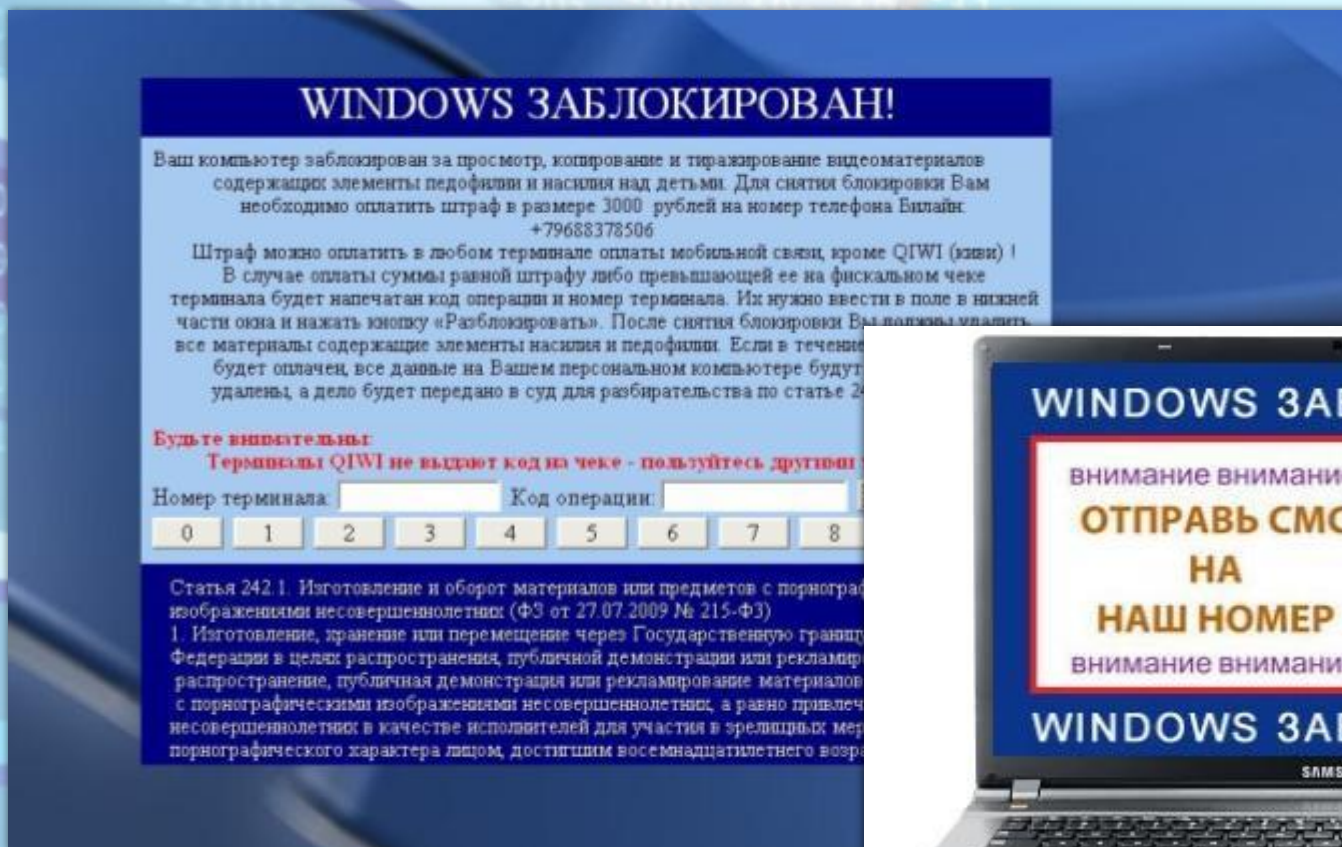 WINDOWS ЗАБЛОКИРОВАН!
Ваш компьютер заблокирован за просмотр, копирование и тиражирование видеоматериалов
содержащих элементы педофилии и насилия над детьми. Для снятия блокировки Вам
необходимо оплатить штраф в размере 3000 рублей на номер телефона Билайн:
+79688378506
Штраф можно оплатить в любом терминале оплаты мобильной связи, кроме QIWI (киви) !
В случае оплаты суммы равной штрафу либо превышающей ее на фискальном чеке
терминала будет напечатан код операции и номер терминала. Их нужно ввести в поле в нижней
части окна и нажать кнопку «Разблокировать». После снятия блокировки Вы должны удалить
все материалы содержащие элементы насилия и педофилии. Если в течение
будет оплачен, все данные на Вашем персональном компьютере будут
удалены, а дело будет передано в суд для разбирательства по статье 24
Будьте внимательны:
Терминалы QIWI не выдают код на чеке - пользуйтесь другими
Номер терминала: Код операции:
0 1 2 3 4 5 6 7 8
Статья 242.1. Изготовление и оборот материалов или предметов с порнограф
изображениями несовершеннолетних (ФЗ от 27.07.2009 № 215-ФЗ)
1. Изготовление, хранение или перемещение через Государственную границу
Федерации в целях распространения, публичной демонстрации или рекламир
распространение, публичная демонстрация или рекламирование материалов
с порнографическими изображениями несовершеннолетних, а равно привлеч
несовершеннолетних в качестве исполнителей для участия в зрелищных мер
порнографического характера лицом, достигшим восемнадцатилетнего возра
WINDOWS ЗАБ
внимание внимание
ОТПРАВЬ СМС
НА
НАШ НОМЕР
внимание внимани
WINDOWS ЗАБ
SAMS